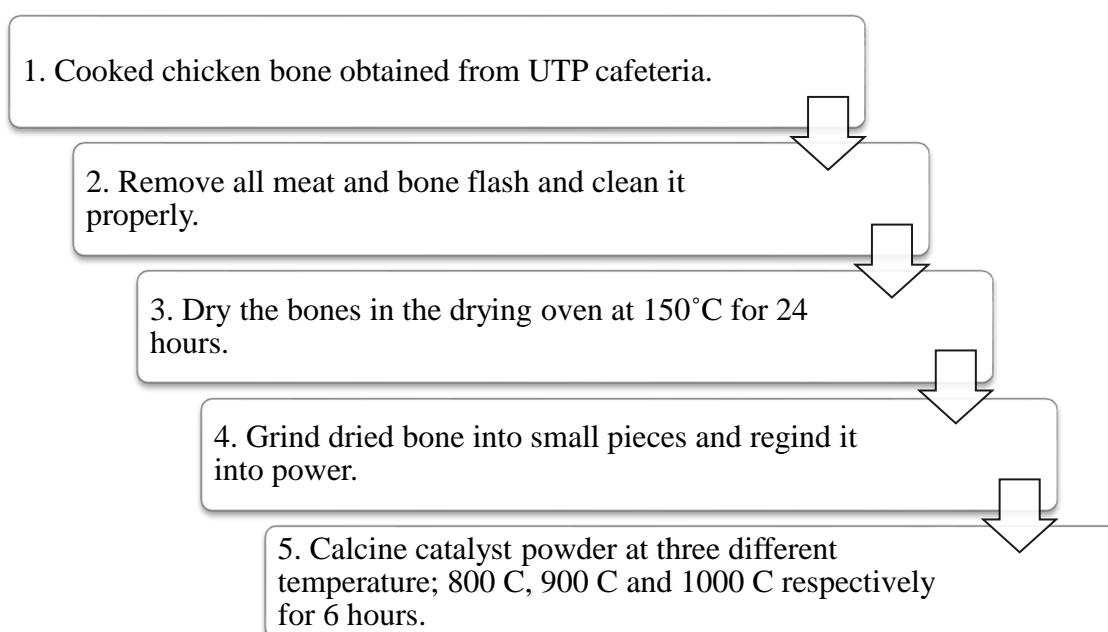 1. Cooked chicken bone obtained from UTP cafeteria.
2. Remove all meat and bone flash and clean it
properly.
3. Dry the bones in the drying oven at 150˚C for 24
hours.
4. Grind dried bone into small pieces and regind it
into power.
5. Calcine catalyst powder at three different
temperature; 800 C, 900 C and 1000 C respectively
for 6 hours.